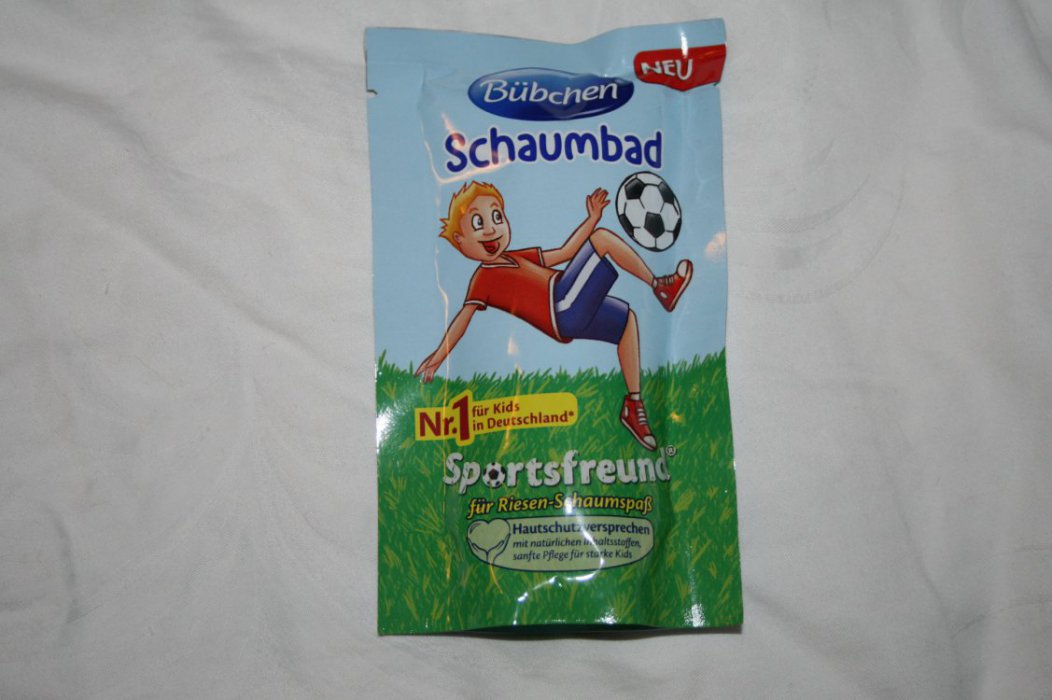 NEU
Bübchen
Schaumbad
Nr.1 für Kids
in Deutschland*
Sportsfreund®
für Riesen-Schaumspaß
Hautschutzversprechen
mit natürlichen Inhaltsstoffen,
sanfte Pflege für starke Kids